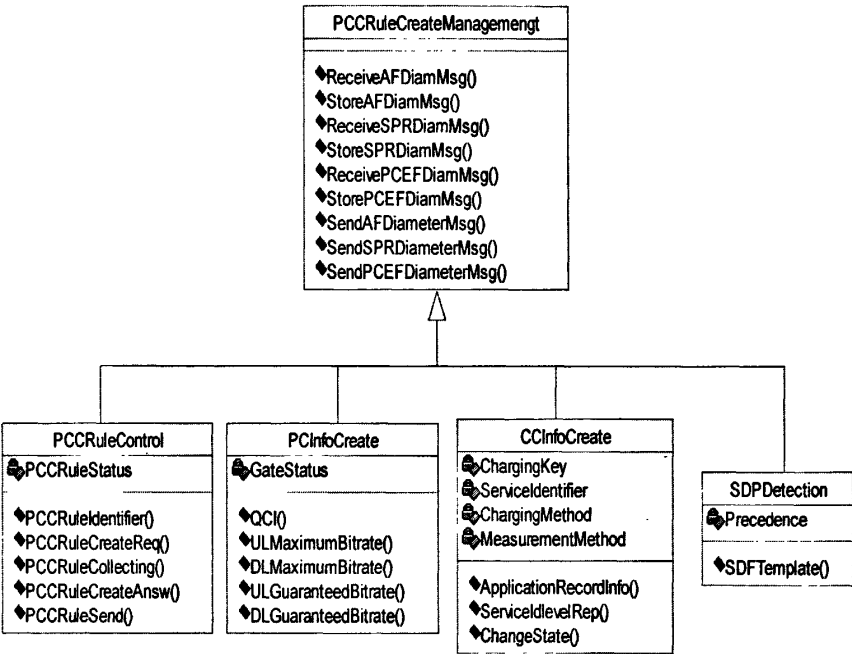 PCCRuleCreateManagemengt
ReceiveAFDiamMsg()
StoreAFDiamMsg()
ReceiveSPRDiamMsg()
StoreSPRDiamMsg()
ReceivePCEFDiamMsg()
StorePCEFDiamMsg()
SendAFDiameterMsg()
SendSPRDiameterMsg()
SendPCEFDiameterMsg()
PCCRuleControl
PCCRuleStatus
PCCRuleIdentifier()
PCCRuleCreateReq()
PCCRuleCollecting()
PCCRuleCreateAnsw()
PCCRuleSend()
PCInfoCreate
GateStatus
QCI()
ULMaximumBitrate()
DLMaximumBitrate()
ULGuaranteedBitrate()
DLGuaranteedBitrate()
CCInfoCreate
ChargingKey
ServiceIdentifier
ChargingMethod
MeasurementMethod
ApplicationRecordInfo()
ServiceIdlevelRep()
ChangeState()
SDPDetection
Precedence
SDFTemplate()